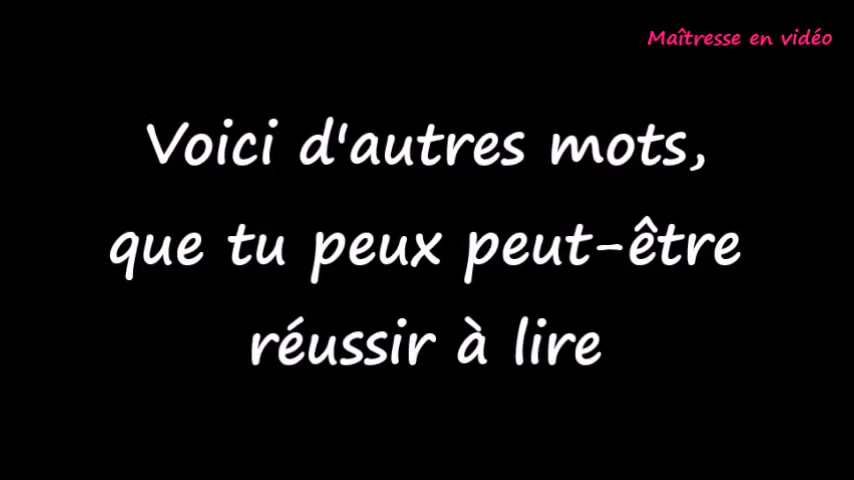 Maîtresse en vidéo
Voici d'autres mots,
que tu peux peut-être
réussir à lire